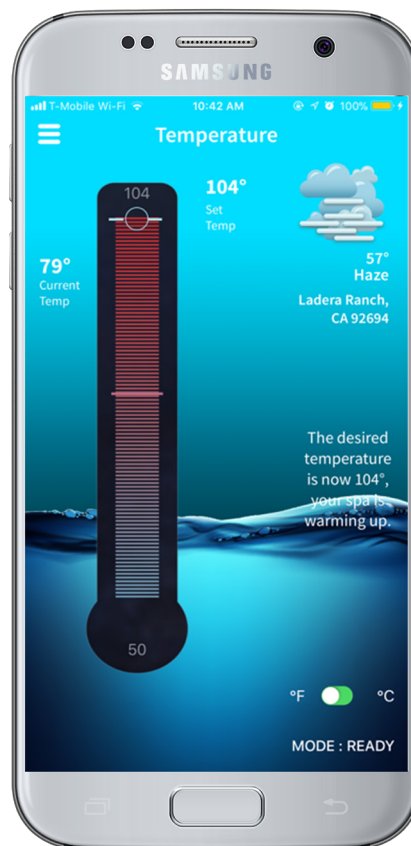 SAMSUNG
T-Mobile Wi-Fi 10:42 AM 100%
Temperature
104
104°
Set
Temp
79°
Current
Temp
57°
Haze
Ladera Ranch,
CA 92694
The desired
temperature
is now 104°,
your spa is
warming up.
50
°F °C
MODE : READY